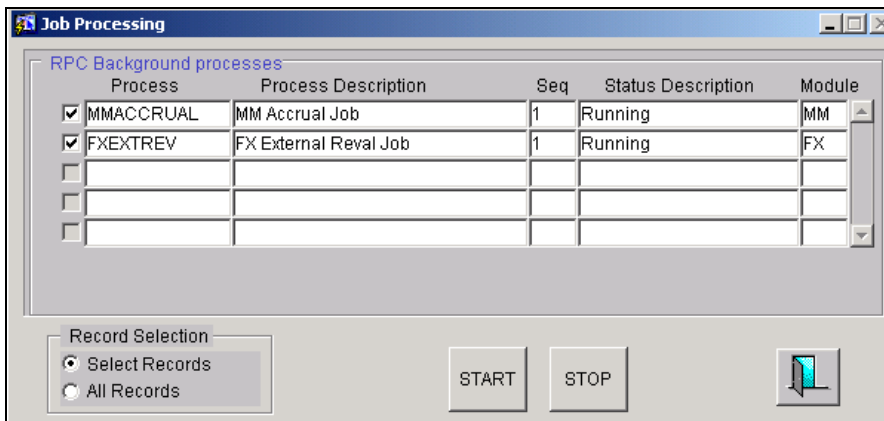 Job Processing
RPC Background processes
Process Process Description Seq Status Description Module
MMACCRUAL MM Accrual Job 1 Running MM
FXEXTREV FX External Reval Job 1 Running FX
Record Selection
Select Records
All Records
START STOP